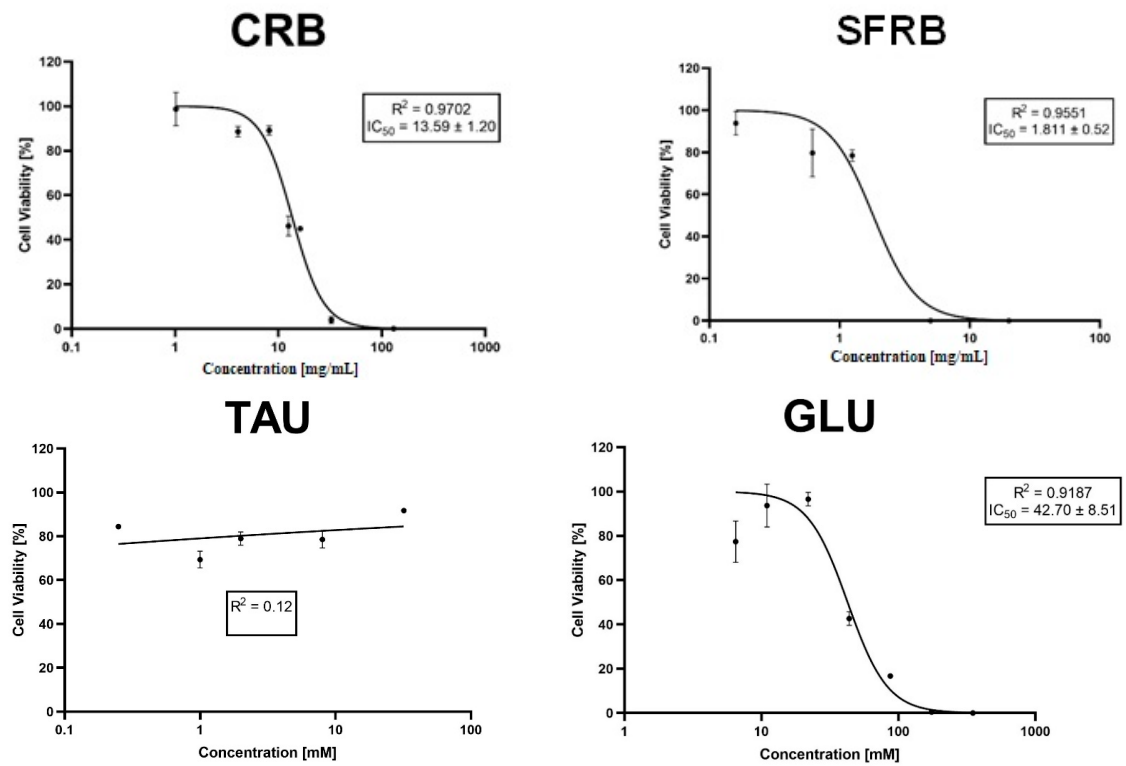 CRB
120
100
80
60
40
20
0
Cell Viability [%]
R² = 0.9702
IC₅₀ = 13.59 ± 1.20
0.1 1 10 100 1000
Concentration [mg/mL]
SFRB
120
100
80
60
40
20
0
Cell Viability [%]
R² = 0.9551
IC₅₀ = 1.811 ± 0.52
0.1 1 10 100
Concentration [mg/mL]
TAU
120
100
80
60
40
20
0
Cell Viability [%]
R² = 0.12
0.1 1 10 100
Concentration [mM]
GLU
120
100
80
60
40
20
0
Cell Viability [%]
R² = 0.9187
IC₅₀ = 42.70 ± 8.51
1 10 100 1000
Concentration [mM]